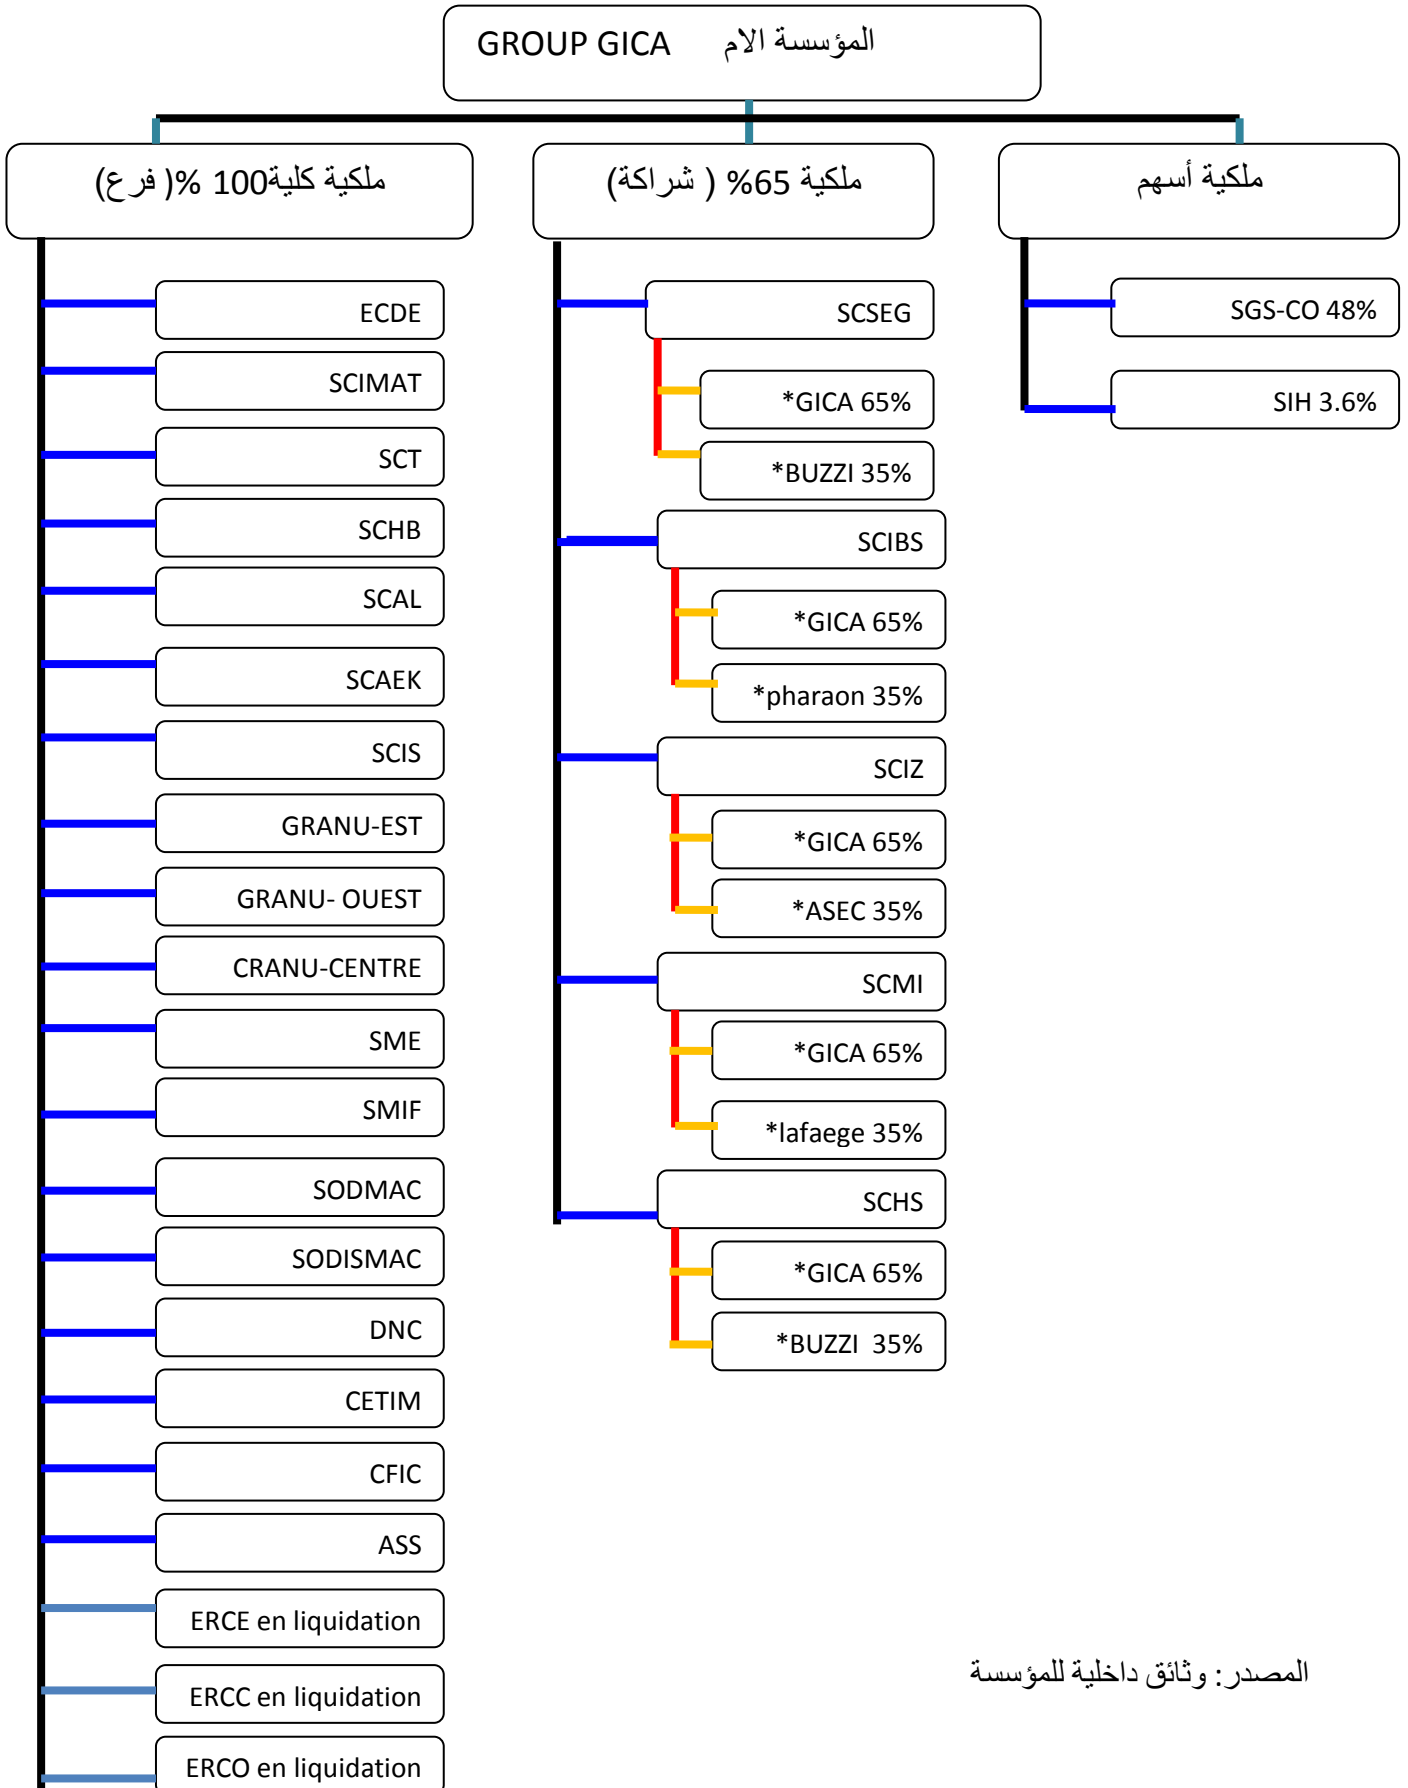 المؤسسة الام GROUP GICA
ملكية كلية100 %( فرع)
ECDE
SCIMAT
SCT
SCHB
SCAL
SCAEK
SCIS
GRANU-EST
GRANU- OUEST
CRANU-CENTRE
SME
SMIF
SODMAC
SODISMAC
DNC
CETIM
CFIC
ASS
ERCE en liquidation
ERCC en liquidation
ERCO en liquidation
ملكية 65% ( شراكة)
SCSEG
*GICA 65%
*BUZZI 35%
SCIBS
*GICA 65%
*pharaon 35%
SCIZ
*GICA 65%
*ASEC 35%
SCMI
*GICA 65%
*lafaege 35%
SCHS
*GICA 65%
*BUZZI 35%
ملكية أسهم
SGS-CO 48%
SIH 3.6%
المصدر: وثائق داخلية للمؤسسة